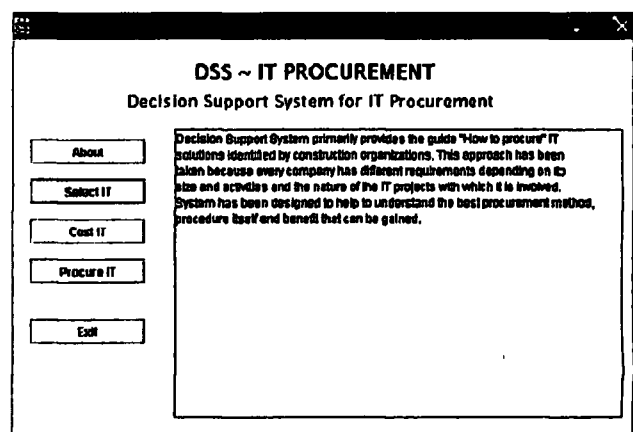 DSS ~ IT PROCUREMENT
Decision Support System for IT Procurement
About
Select IT
Cost IT
Procure IT
Exit
Decision Support System primarily provides the guide "How to procure" IT
solutions identified by construction organizations. This approach has been
taken because every company has different requirements depending on its
size and activities and the nature of the IT projects with which it is involved.
System has been designed to help to understand the best procurement method,
procedure itself and benefit that can be gained.